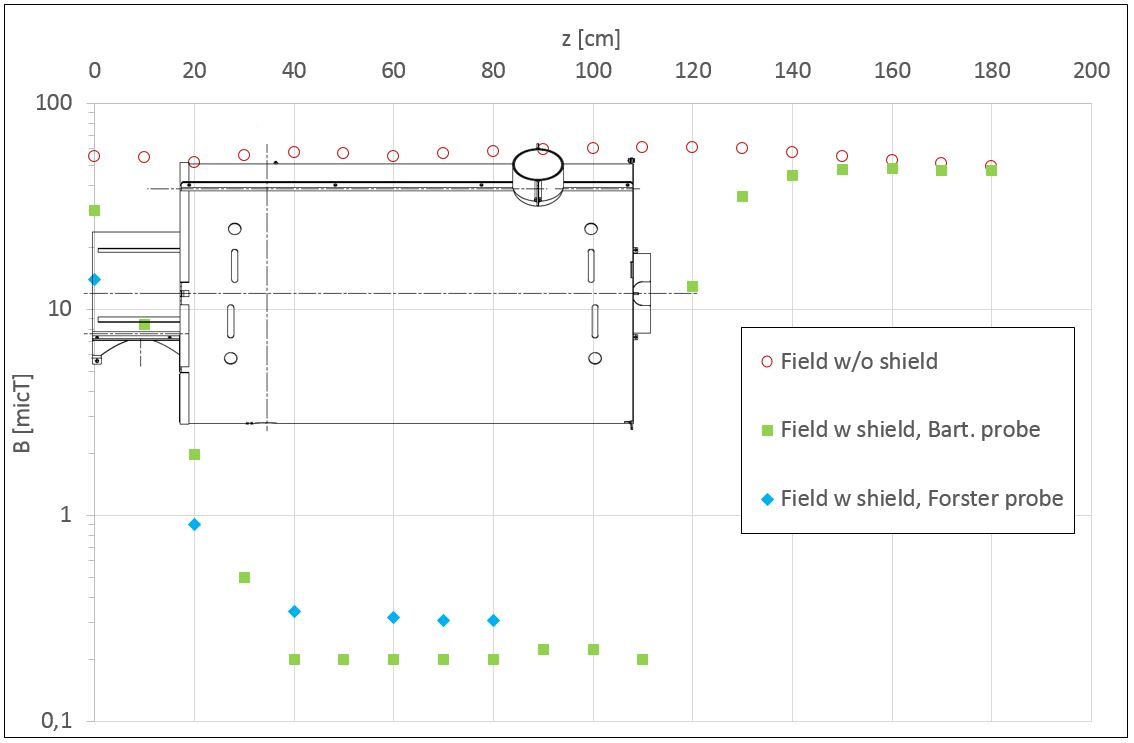 z [cm]
0 20 40 60 80 100 120 140 160 180 200
100
10
1
0,1
B [micT]
Field w/o shield
Field w shield, Bart. probe
Field w shield, Forster probe